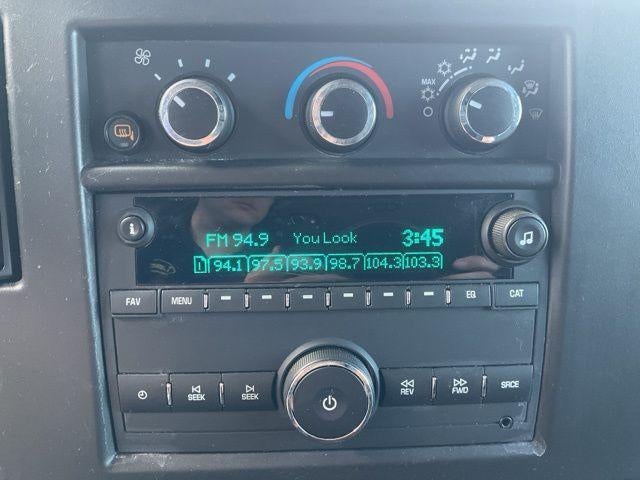 MAX
i
FM 94.9 You Look 3:45
1 94.1 97.5 93.9 98.7 104.3 103.3
FAV MENU EQ CAT
SEEK SEEK REV FWD SRCE